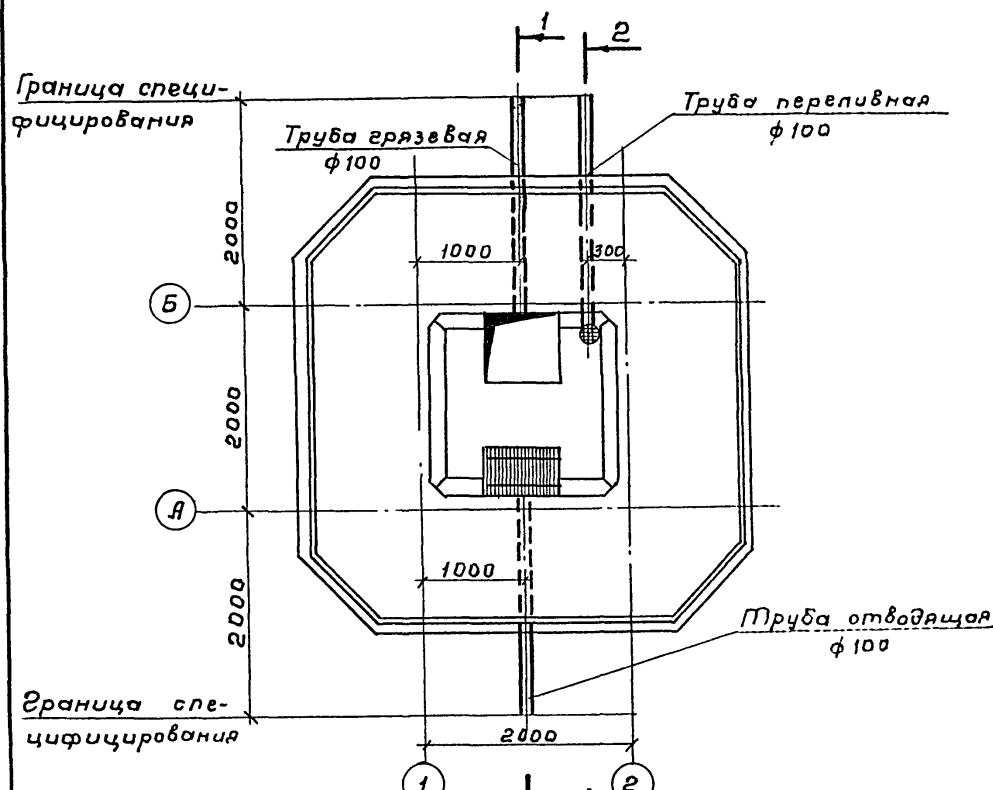 1
2
Граница специ-
фицирования
Труба переливная
ф100
Труба грязевая
ф100
2000
1000
300
Б
2000
А
1000
2000
Труба отводящая
ф100
Граница спе-
цифицирования
2000
1
2